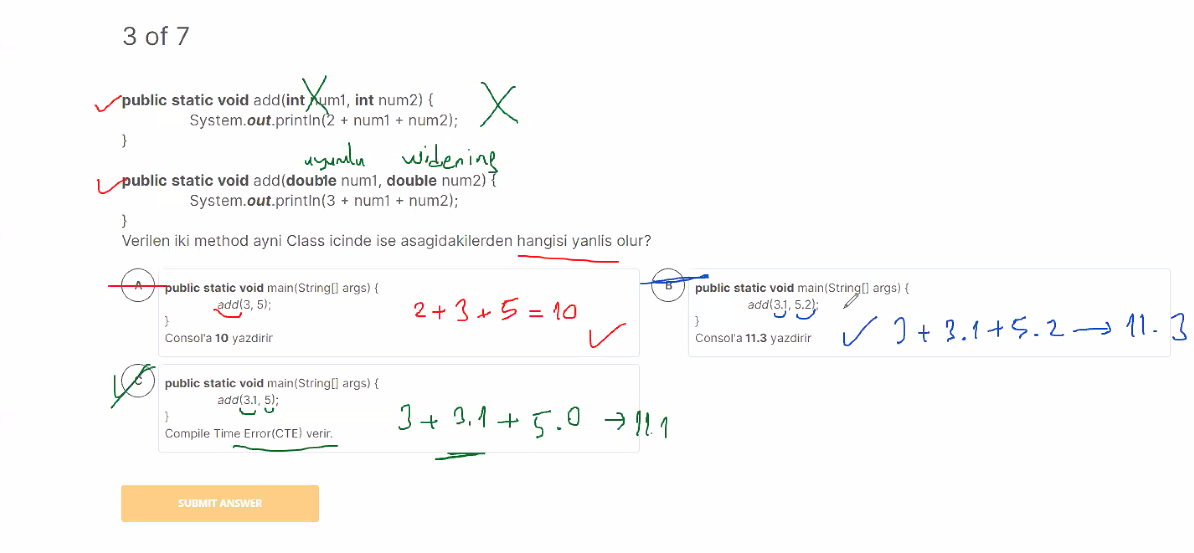 3 of 7
public static void add(int num1, int num2) {
System.out.println(2 + num1 + num2);
}
uyumlu widening
public static void add(double num1, double num2) {
System.out.println(3 + num1 + num2);
}
Verilen iki method ayni Class icinde ise asagidakilerden hangisi yanlis olur?
A
public static void main(String[] args) {
add(3, 5);
}
Consol'a 10 yazdirir
2 + 3 + 5 = 10
B
public static void main(String[] args) {
add(3.1, 5.2);
}
Consol'a 11.3 yazdirir
3 + 3.1 + 5.2 → 11.3
C
public static void main(String[] args) {
add(3.1, 5);
}
Compile Time Error(CTE) verir.
3 + 3.1 + 5.0 → 11.1
SUBMIT ANSWER